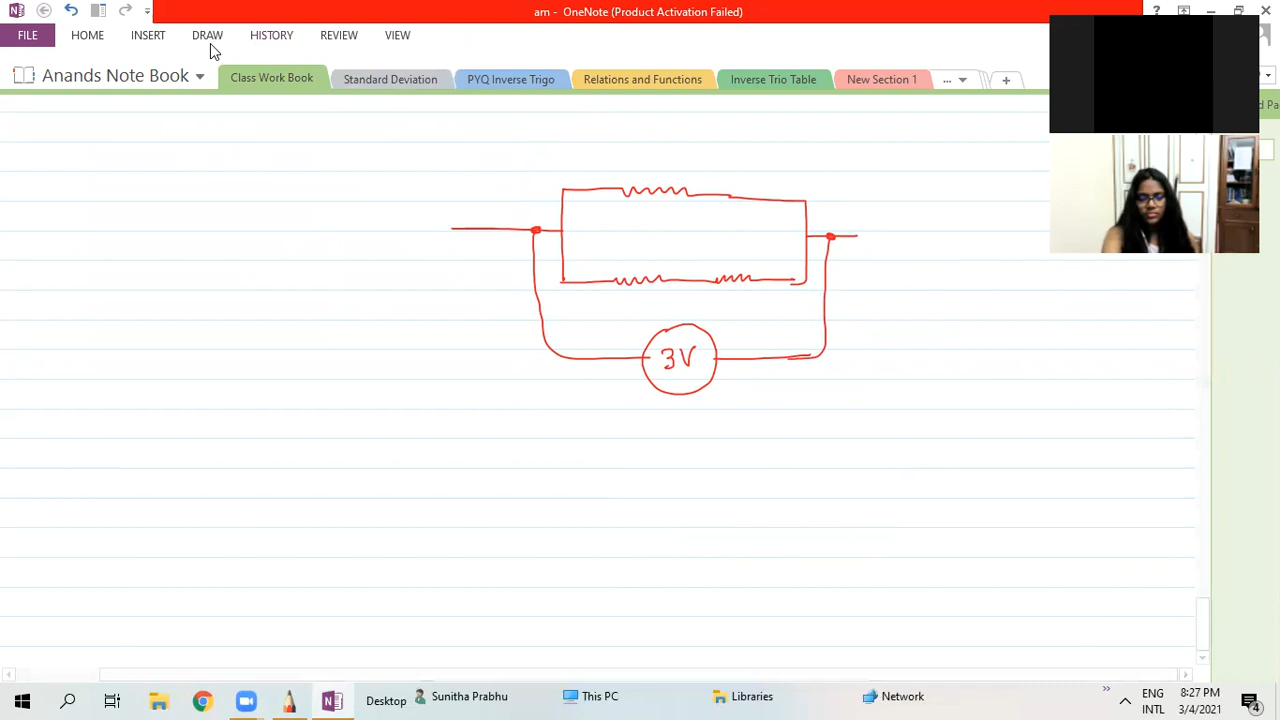 am - OneNote (Product Activation Failed)
?
FILE HOME INSERT DRAW HISTORY REVIEW VIEW
Anands Note Book Class Work Book Standard Deviation PYQ Inverse Trigo Relations and Functions Inverse Trio Table New Section 1 ... +
3V
Desktop Sunitha Prabhu This PC Libraries Network
ENG
INTL
8:27 PM
3/4/2021
4